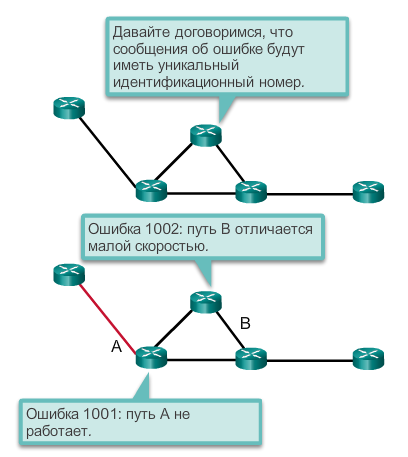 Давайте договоримся, что
сообщения об ошибке будут
иметь уникальный
идентификационный номер.
Ошибка 1002: путь B отличается
малой скоростью.
B
A
Ошибка 1001: путь A не
работает.